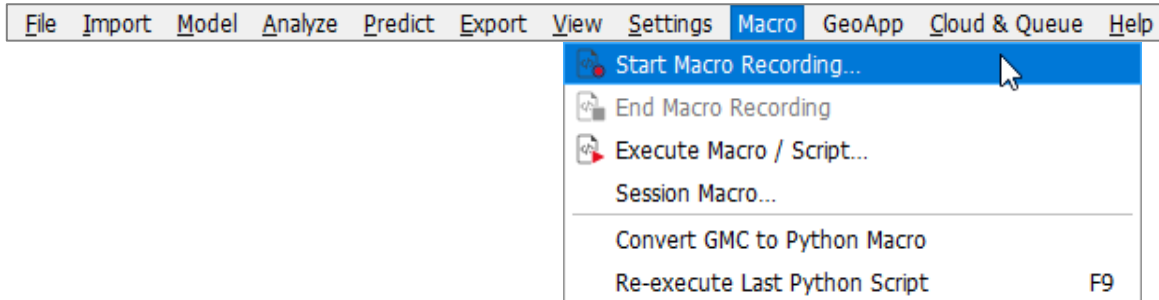 File Import Model Analyze Predict Export View Settings Macro GeoApp Cloud & Queue Help
Start Macro Recording...
End Macro Recording
Execute Macro / Script...
Session Macro...
Convert GMC to Python Macro
Re-execute Last Python Script F9